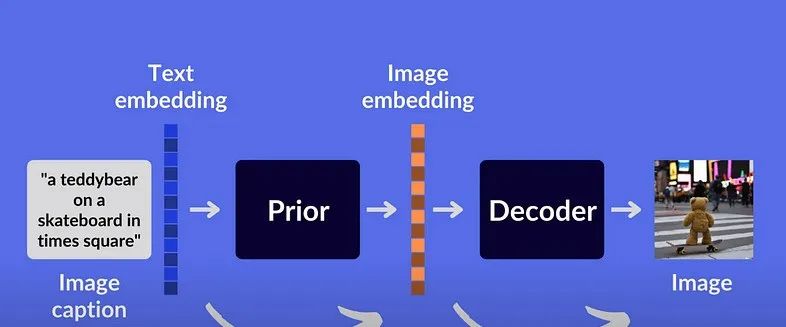 Text
embedding
Image
embedding
"a teddybear
on a
skateboard in
times square"
Prior
Decoder
Image
caption
Image